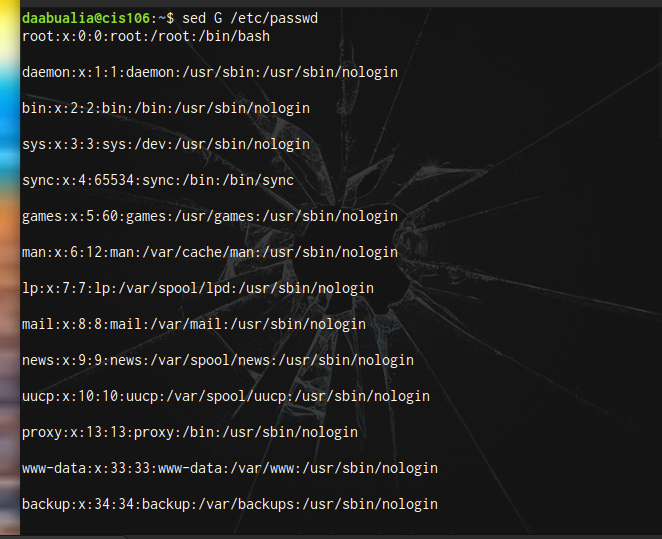 daabualia@cis106:~$ sed G /etc/passwd
root:x:0:0:root:/root:/bin/bash
daemon:x:1:1:daemon:/usr/sbin:/usr/sbin/nologin
bin:x:2:2:bin:/bin:/usr/sbin/nologin
sys:x:3:3:sys:/dev:/usr/sbin/nologin
sync:x:4:65534:sync:/bin:/bin/sync
games:x:5:60:games:/usr/games:/usr/sbin/nologin
man:x:6:12:man:/var/cache/man:/usr/sbin/nologin
lp:x:7:7:lp:/var/spool/lpd:/usr/sbin/nologin
mail:x:8:8:mail:/var/mail:/usr/sbin/nologin
news:x:9:9:news:/var/spool/news:/usr/sbin/nologin
uucp:x:10:10:uucp:/var/spool/uucp:/usr/sbin/nologin
proxy:x:13:13:proxy:/bin:/usr/sbin/nologin
www-data:x:33:33:www-data:/var/www:/usr/sbin/nologin
backup:x:34:34:backup:/var/backups:/usr/sbin/nologin